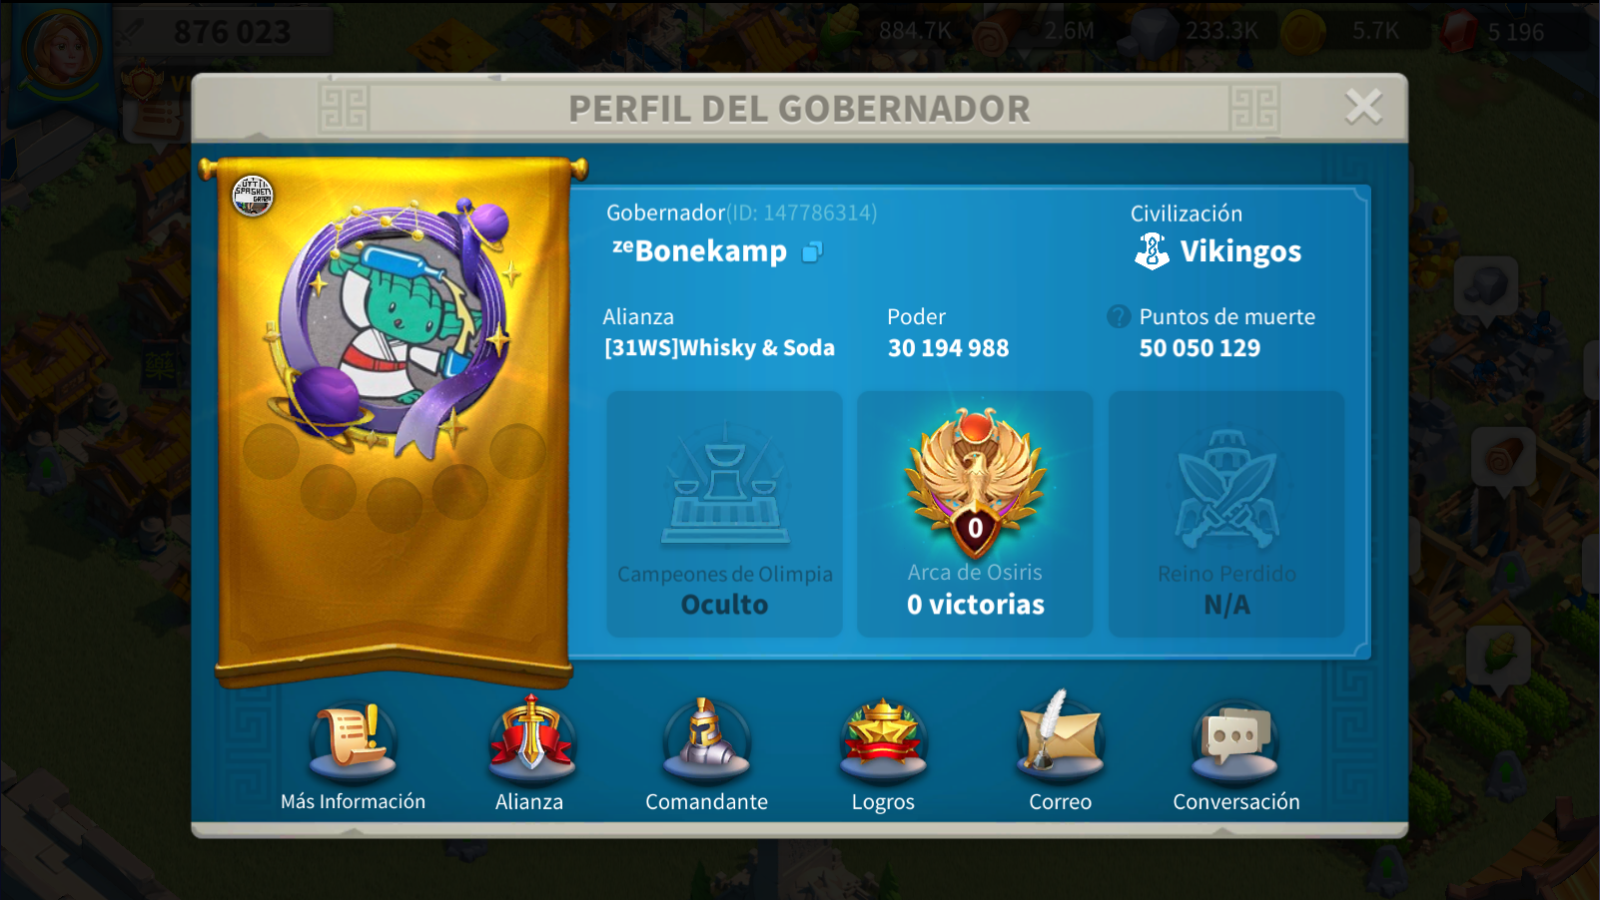 876 023
884.7K
2.6M
233.3K
5.7K
5 196
PERFIL DEL GOBERNADOR
Gobernador(ID: 147786314)
ᶻᵉBonekamp
Civilización
Vikingos
Alianza
[31WS]Whisky & Soda
Poder
30 194 988
? Puntos de muerte
50 050 129
Campeones de Olimpia
Oculto
0
Arca de Osiris
0 victorias
Reino Perdido
N/A
Más Información
Alianza
Comandante
Logros
Correo
Conversación